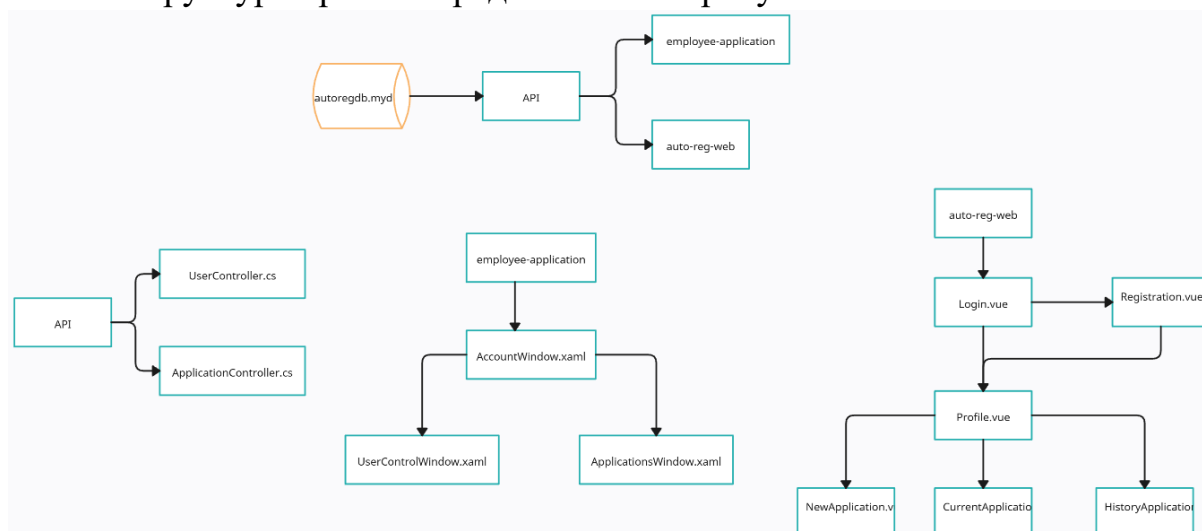 employee-application
autoregdb.myd
API
auto-reg-web
auto-reg-web
UserController.cs
employee-application
API
Login.vue
Registration.vue
ApplicationController.cs
AccountWindow.xaml
Profile.vue
UserControlWindow.xaml
ApplicationsWindow.xaml
NewApplication.v
CurrentApplicatio
HistoryApplication